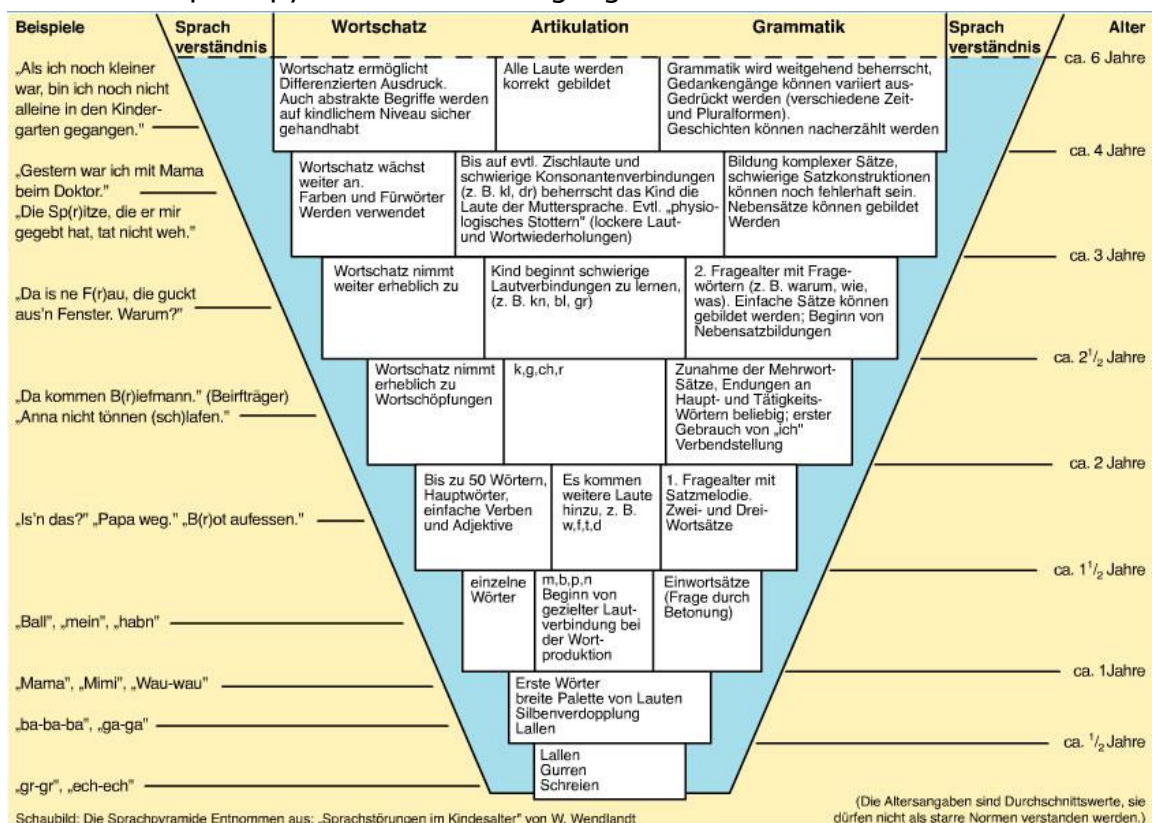 Beispiele
Sprach
verständnis
Wortschatz
Artikulation
Grammatik
Sprach
verständnis
Alter
„Als ich noch kleiner
war, bin ich noch nicht
alleine in den Kinder-
garten gegangen."
Wortschatz ermöglicht
Differenzierten Ausdruck.
Auch abstrakte Begriffe werden
auf kindlichem Niveau sicher
gehandhabt
Alle Laute werden
korrekt gebildet
Grammatik wird weitgehend beherrscht,
Gedankengänge können variiert aus-
Gedrückt werden (verschiedene Zeit-
und Pluralformen).
Geschichten können nacherzählt werden
ca. 6 Jahre
„Gestern war ich mit Mama
beim Doktor."
„Die Sp(r)itze, die er mir
gegebt hat, tat nicht weh."
Wortschatz wächst
weiter an.
Farben und Fürwörter
Werden verwendet
Bis auf evtl. Zischlaute und
schwierige Konsonantenverbindungen
(z. B. kl, dr) beherrscht das Kind die
Laute der Muttersprache. Evtl. „physio-
logisches Stottern" (lockere Laut-
und Wortwiederholungen)
Bildung komplexer Sätze,
schwierige Satzkonstruktionen
können noch fehlerhaft sein.
Nebensätze können gebildet
Werden
ca. 4 Jahre
„Da is ne F(r)au, die guckt
aus'n Fenster. Warum?"
Wortschatz nimmt
weiter erheblich zu
Kind beginnt schwierige
Lautverbindungen zu lernen,
(z. B. kn, bl, gr)
2. Fragealter mit Frage-
wörtern (z. B. warum, wie,
was). Einfache Sätze können
gebildet werden; Beginn von
Nebensatzbildungen
ca. 3 Jahre
„Da kommen B(r)iefmann." (Beirfträger)
„Anna nicht tönnen (sch)lafen."
Wortschatz nimmt
erheblich zu
Wortschöpfungen
k,g,ch,r
Zunahme der Mehrwort-
Sätze, Endungen an
Haupt- und Tätigkeits-
Wörtern beliebig; erster
Gebrauch von „ich"
Verbendstellung
ca. 2 1/2 Jahre
„Is'n das?" „Papa weg." „B(r)ot aufessen."
Bis zu 50 Wörtern,
Hauptwörter,
einfache Verben
und Adjektive
Es kommen
weitere Laute
hinzu, z. B.
w,f,t,d
1. Fragealter mit
Satzmelodie.
Zwei- und Drei-
Wortsätze
ca. 2 Jahre
„Ball", „mein", „habn"
einzelne
Wörter
m,b,p,n
Beginn von
gezielter Laut-
verbindung bei
der Wort-
produktion
Einwortsätze
(Frage durch
Betonung)
ca. 1 1/2 Jahre
„Mama", „Mimi", „Wau-wau"
„ba-ba-ba", „ga-ga"
Erste Wörter
breite Palette von Lauten
Silbenverdopplung
Lallen
ca. 1Jahre
„gr-gr", „ech-ech"
Lallen
Gurren
Schreien
ca. 1/2 Jahre
Schaubild: Die Sprachpyramide Entnommen aus: „Sprachstörungen im Kindesalter" von W. Wendlandt
(Die Altersangaben sind Durchschnittswerte, sie
dürfen nicht als starre Normen verstanden werden.)